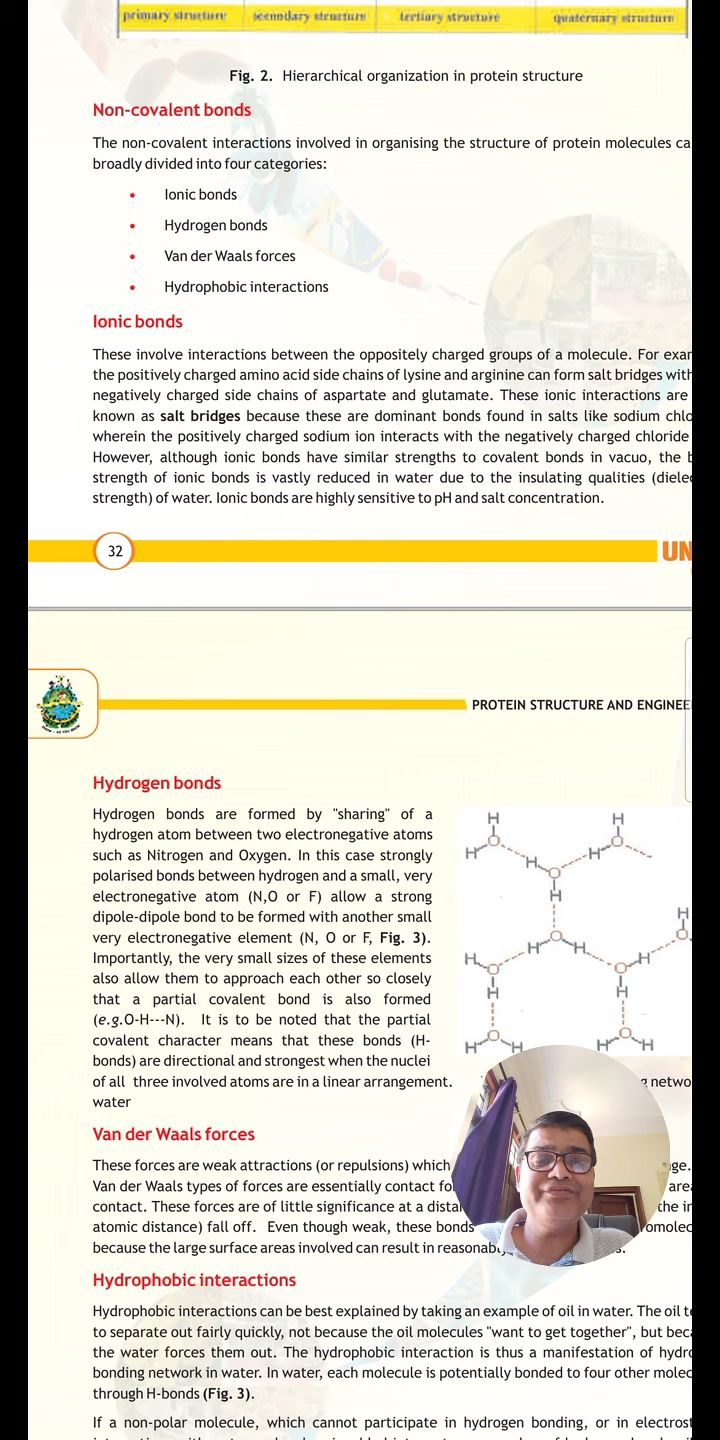 primary structure secondary structure tertiary structure quaternary structure
Fig. 2. Hierarchical organization in protein structure
Non-covalent bonds
The non-covalent interactions involved in organising the structure of protein molecules ca
broadly divided into four categories:
• Ionic bonds
• Hydrogen bonds
• Van der Waals forces
• Hydrophobic interactions
Ionic bonds
These involve interactions between the oppositely charged groups of a molecule. For exam
the positively charged amino acid side chains of lysine and arginine can form salt bridges with
negatively charged side chains of aspartate and glutamate. These ionic interactions are
known as salt bridges because these are dominant bonds found in salts like sodium chlo
wherein the positively charged sodium ion interacts with the negatively charged chloride
However, although ionic bonds have similar strengths to covalent bonds in vacuo, the b
strength of ionic bonds is vastly reduced in water due to the insulating qualities (dielec
strength) of water. Ionic bonds are highly sensitive to pH and salt concentration.
32
UN
PROTEIN STRUCTURE AND ENGINEE
Hydrogen bonds
Hydrogen bonds are formed by "sharing" of a
hydrogen atom between two electronegative atoms
such as Nitrogen and Oxygen. In this case strongly
polarised bonds between hydrogen and a small, very
electronegative atom (N,O or F) allow a strong
dipole-dipole bond to be formed with another small
very electronegative element (N, O or F, Fig. 3).
Importantly, the very small sizes of these elements
also allow them to approach each other so closely
that a partial covalent bond is also formed
(e.g.O-H---N). It is to be noted that the partial
covalent character means that these bonds (H-
bonds) are directional and strongest when the nuclei
of all three involved atoms are in a linear arrangement. g netwo
water
Van der Waals forces
These forces are weak attractions (or repulsions) which ge.
Van der Waals types of forces are essentially contact fo area
contact. These forces are of little significance at a distan the in
atomic distance) fall off. Even though weak, these bonds romolec
because the large surface areas involved can result in reasonably s.
Hydrophobic interactions
Hydrophobic interactions can be best explained by taking an example of oil in water. The oil te
to separate out fairly quickly, not because the oil molecules "want to get together", but beca
the water forces them out. The hydrophobic interaction is thus a manifestation of hydro
bonding network in water. In water, each molecule is potentially bonded to four other molec
through H-bonds (Fig. 3).
If a non-polar molecule, which cannot participate in hydrogen bonding, or in electrost